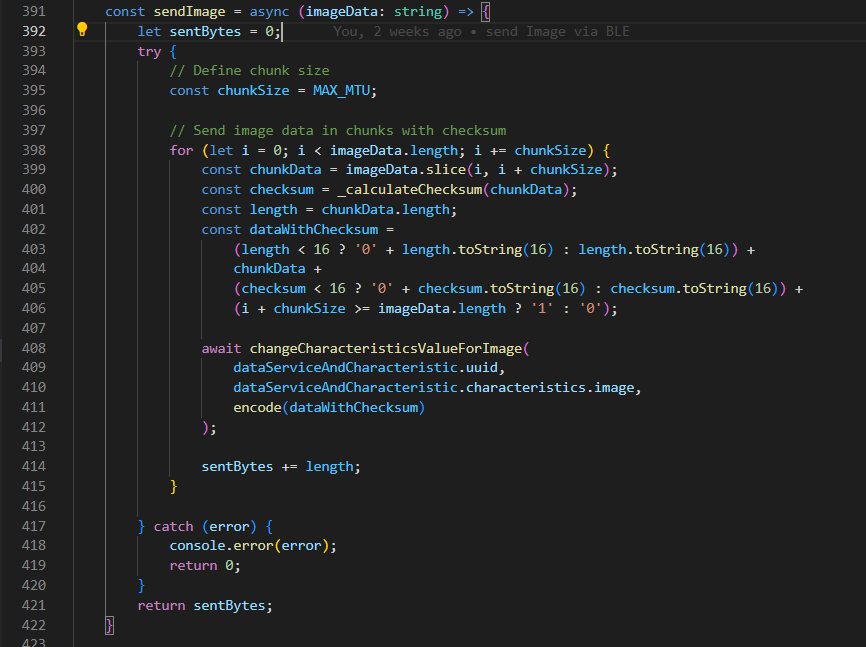 391 const sendImage = async (imageData: string) => {
392 let sentBytes = 0; You, 2 weeks ago • send Image via BLE
393 try {
394 // Define chunk size
395 const chunkSize = MAX_MTU;
396
397 // Send image data in chunks with checksum
398 for (let i = 0; i < imageData.length; i += chunkSize) {
399 const chunkData = imageData.slice(i, i + chunkSize);
400 const checksum = _calculateChecksum(chunkData);
401 const length = chunkData.length;
402 const dataWithChecksum =
403 (length < 16 ? '0' + length.toString(16) : length.toString(16)) +
404 chunkData +
405 (checksum < 16 ? '0' + checksum.toString(16) : checksum.toString(16)) +
406 (i + chunkSize >= imageData.length ? '1' : '0');
407
408 await changeCharacteristicsValueForImage(
409 dataServiceAndCharacteristic.uuid,
410 dataServiceAndCharacteristic.characteristics.image,
411 encode(dataWithChecksum)
412 );
413
414 sentBytes += length;
415 }
416
417 } catch (error) {
418 console.error(error);
419 return 0;
420 }
421 return sentBytes;
422 }
423